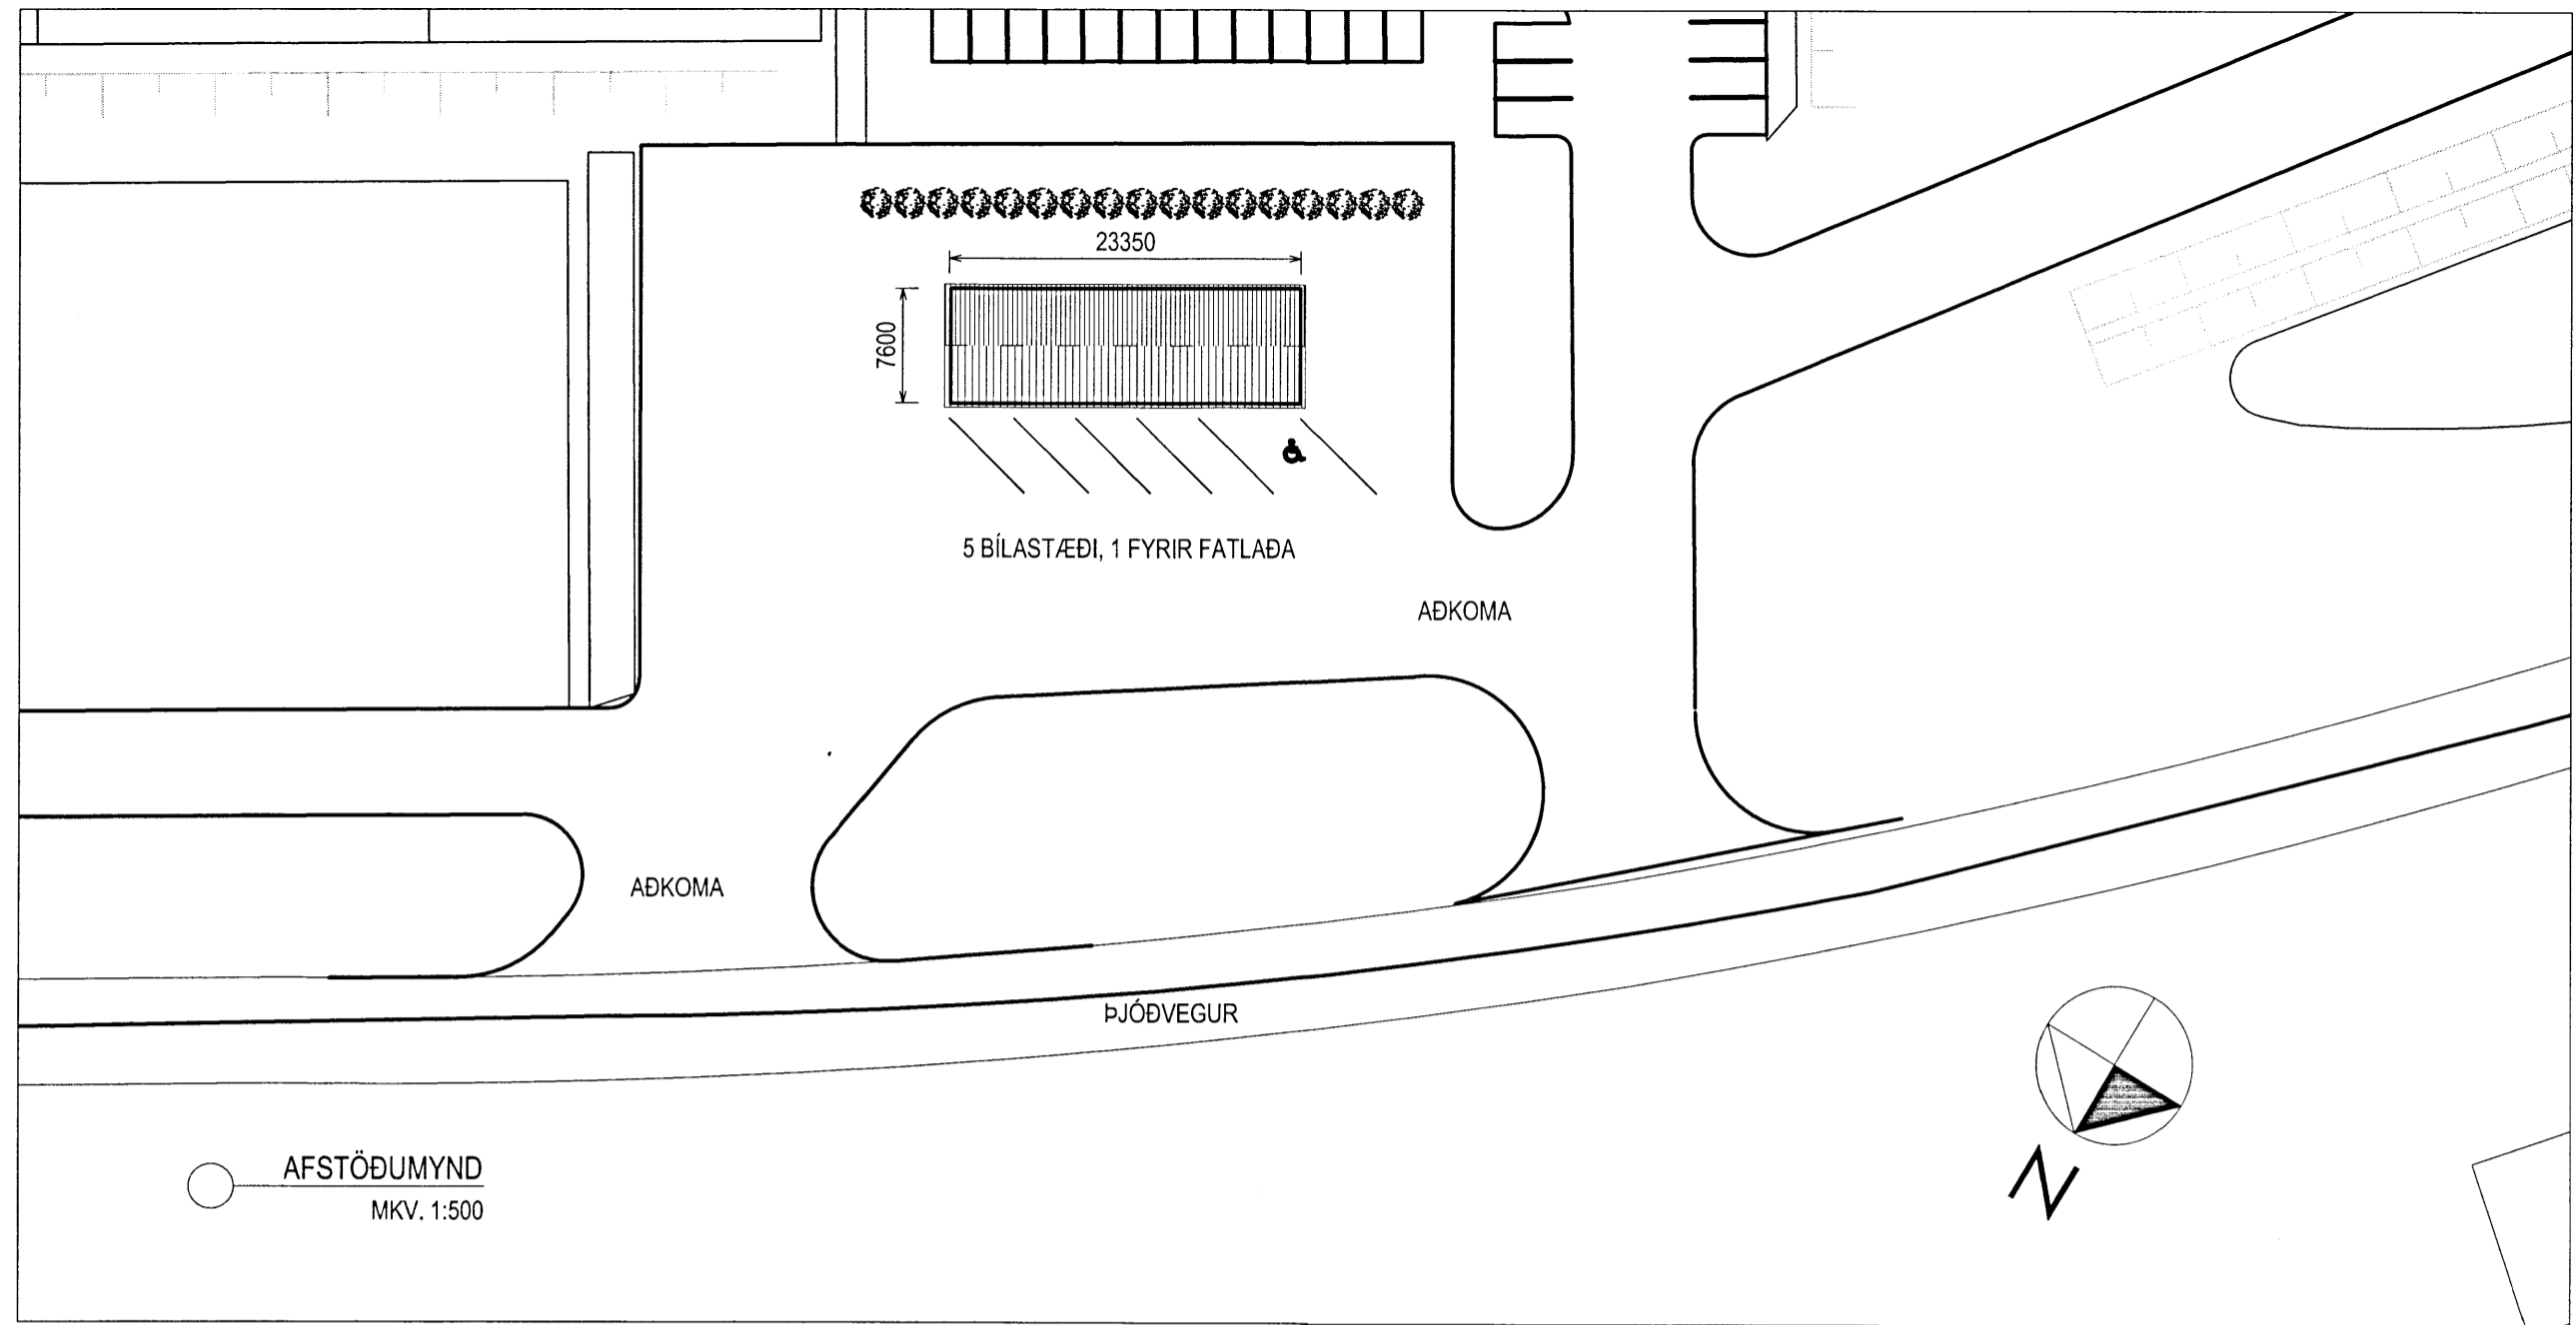 23350
7600
5 BÍLASTÆÐI, 1 FYRIR FATLAÐA
AÐKOMA
AÐKOMA
ÞJÓÐVEGUR
N
AFSTÖÐUMYND
MKV. 1:500